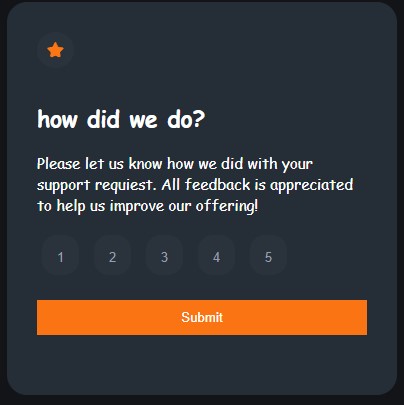 how did we do?
Please let us know how we did with your
support requiest. All feedback is appreciated
to help us improve our offering!
1 2 3 4 5
Submit